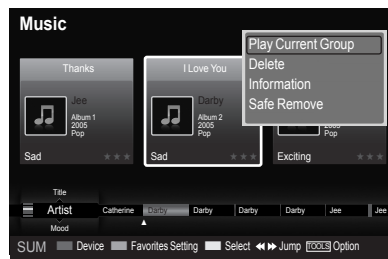 Music
Play Current Group
Delete
Information
Safe Remove
Thanks
I Love You
Jee
Album 1
2005
Pop
Darby
Album 2
2005
Pop
2005
Pop
Sad
Sad
Exciting
Title
Artist
Catherine Darby Darby Darby Darby Jee Jee
Mood
SUM Device Favorites Setting Select Jump TOOLS Option